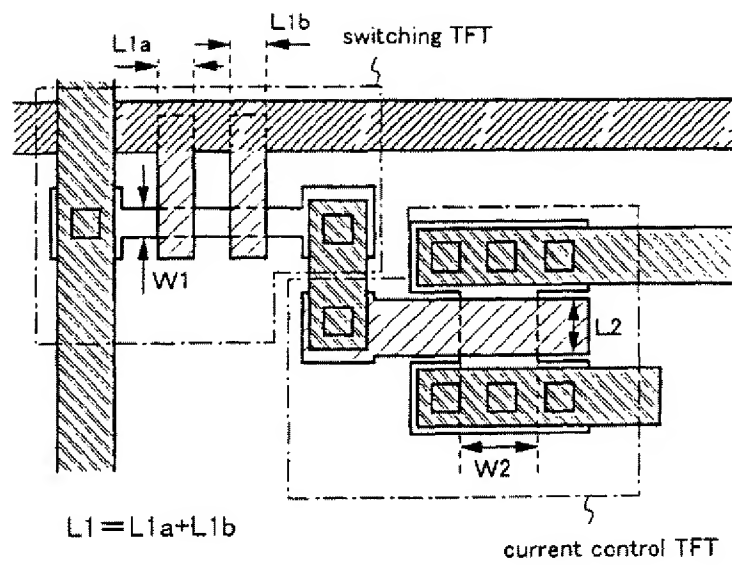 L1b
switching TFT
L1a
W1
L2
W2
L1=L1a+L1b
current control TFT